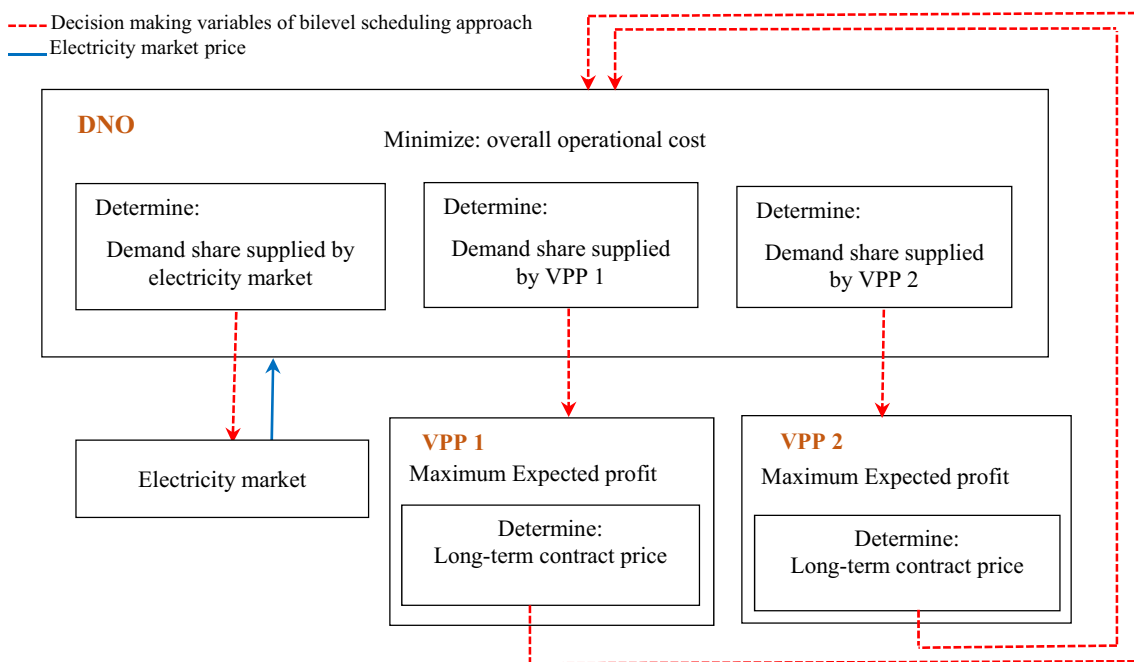 Decision making variables of bilevel scheduling approach
Electricity market price
DNO
Minimize: overall operational cost
Determine:
Demand share supplied by
electricity market
Determine:
Demand share supplied
by VPP 1
Determine:
Demand share supplied
by VPP 2
Electricity market
VPP 1
Maximum Expected profit
Determine:
Long-term contract price
VPP 2
Maximum Expected profit
Determine:
Long-term contract price